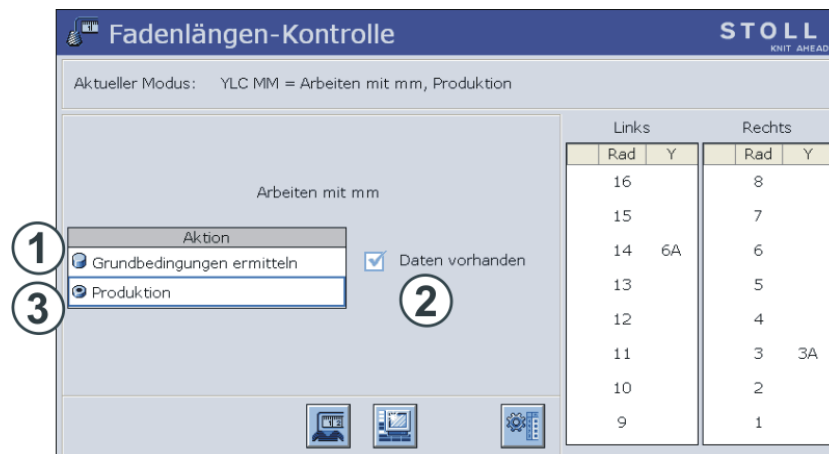 Fadenlängen-Kontrolle
STOLL
KNIT AHEAD
Aktueller Modus: YLC MM = Arbeiten mit mm, Produktion
Arbeiten mit mm
Aktion
1 Grundbedingungen ermitteln
3 Produktion
Daten vorhanden
2
Links
Rad Y
16
15
14 6A
13
12
11
10
9
Rechts
Rad Y
8
7
6
5
4
3 3A
2
1